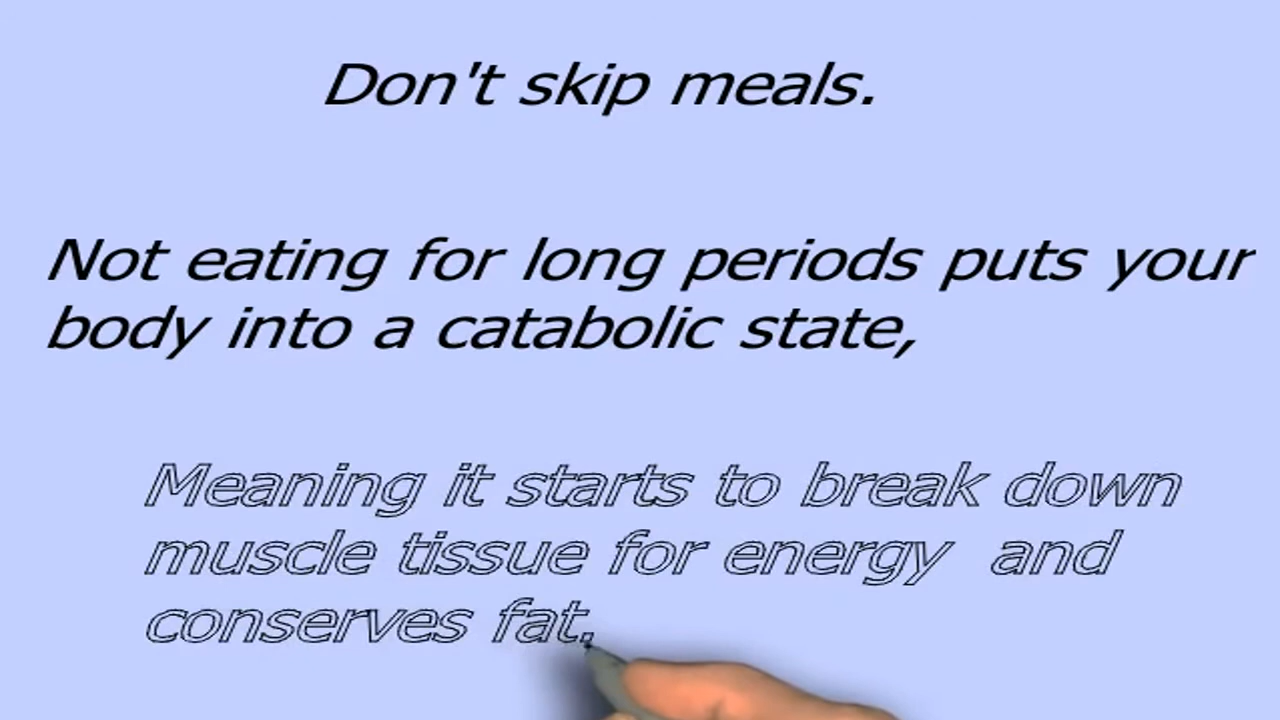 Don't skip meals.
Not eating for long periods puts your
body into a catabolic state,
Meaning it starts to break down
muscle tissue for energy  and
conserves fat.